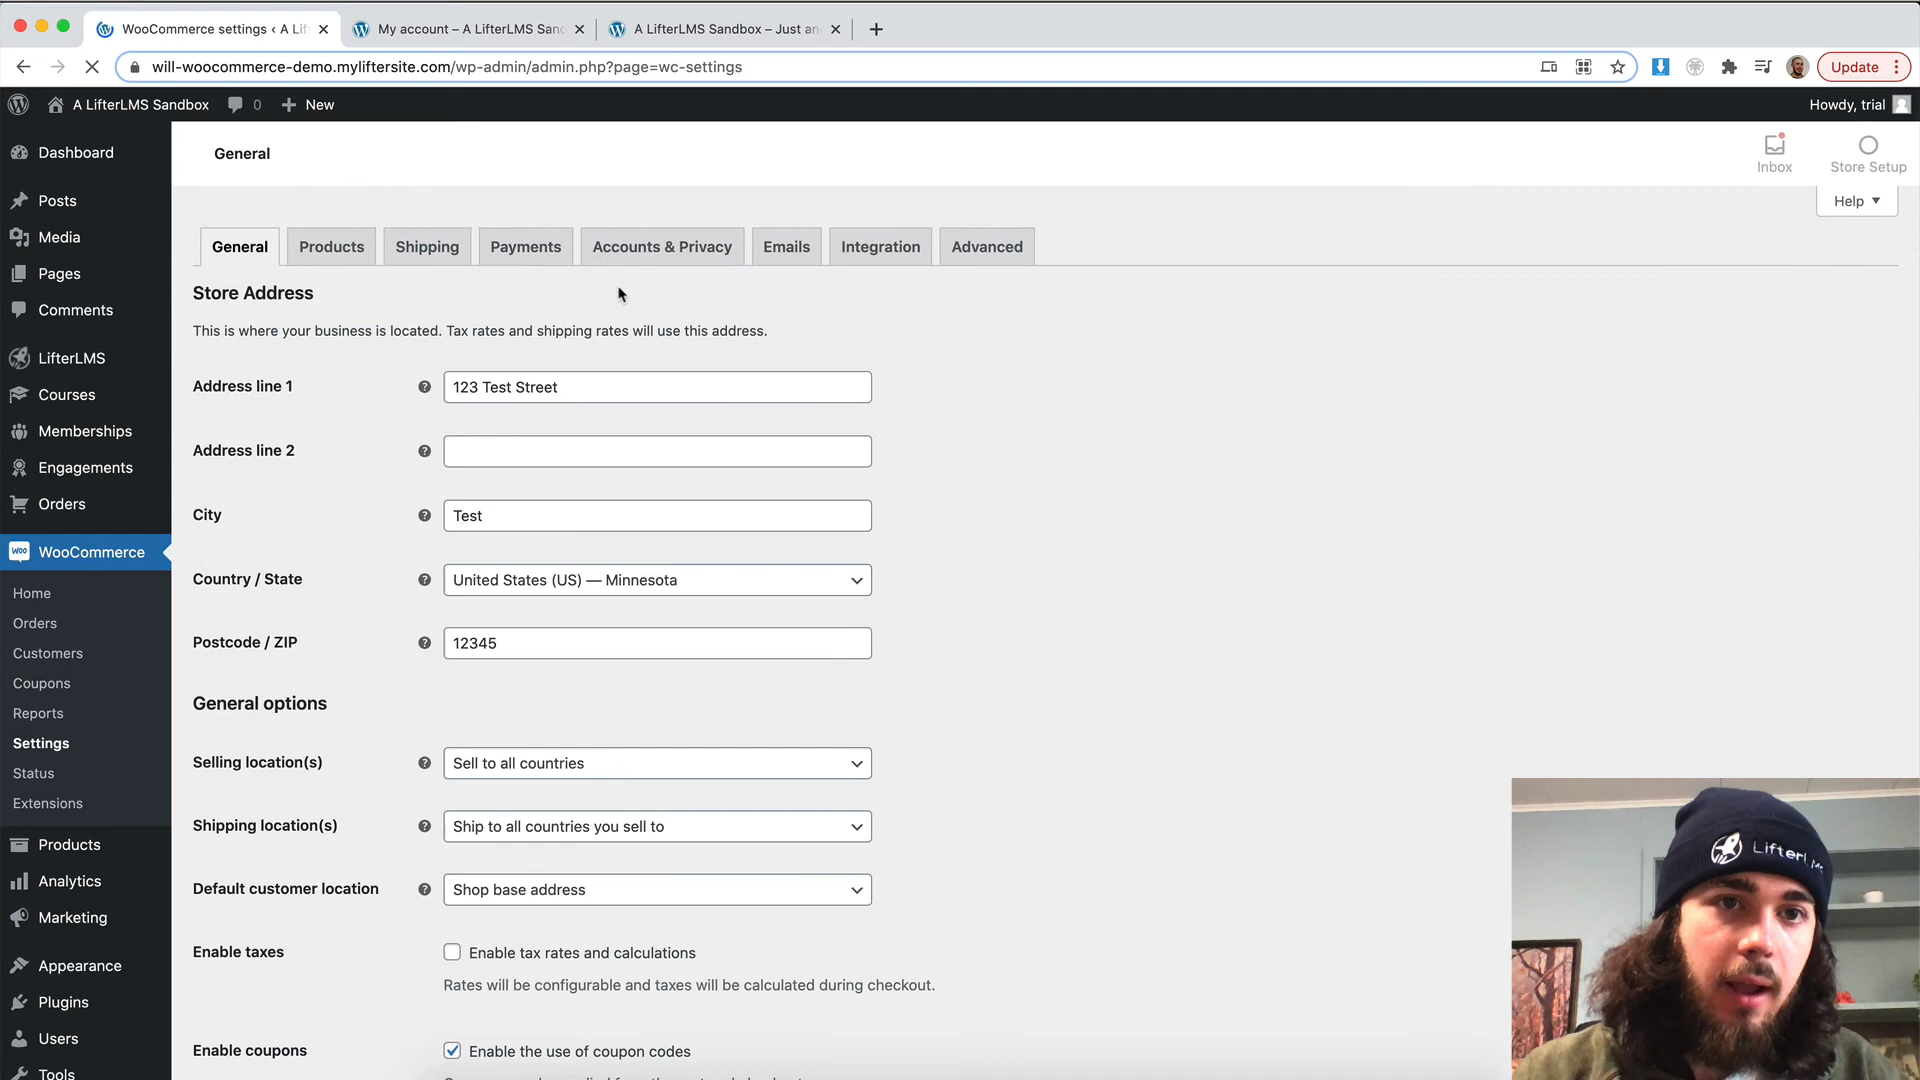 WooCommerce settings ‹ A Lif
My account – A LifterLMS Sand
A LifterLMS Sandbox – Just an
will-woocommerce-demo.myliftersite.com/wp-admin/admin.php?page=wc-settings
Update
A LifterLMS Sandbox
0
New
Howdy, trial
Dashboard
Posts
Media
Pages
Comments
LifterLMS
Courses
Memberships
Engagements
Orders
Woo WooCommerce
Home
Orders
Customers
Coupons
Reports
Settings
Status
Extensions
Products
Analytics
Marketing
Appearance
Plugins
Users
Tools
General
Inbox
Store Setup
Help
General Products Shipping Payments Accounts & Privacy Emails Integration Advanced
Store Address
This is where your business is located. Tax rates and shipping rates will use this address.
Address line 1
123 Test Street
Address line 2
City
Test
Country / State
United States (US) — Minnesota
Postcode / ZIP
12345
General options
Selling location(s)
Sell to all countries
Shipping location(s)
Ship to all countries you sell to
Default customer location
Shop base address
Enable taxes
Enable tax rates and calculations
Rates will be configurable and taxes will be calculated during checkout.
Enable coupons
Enable the use of coupon codes